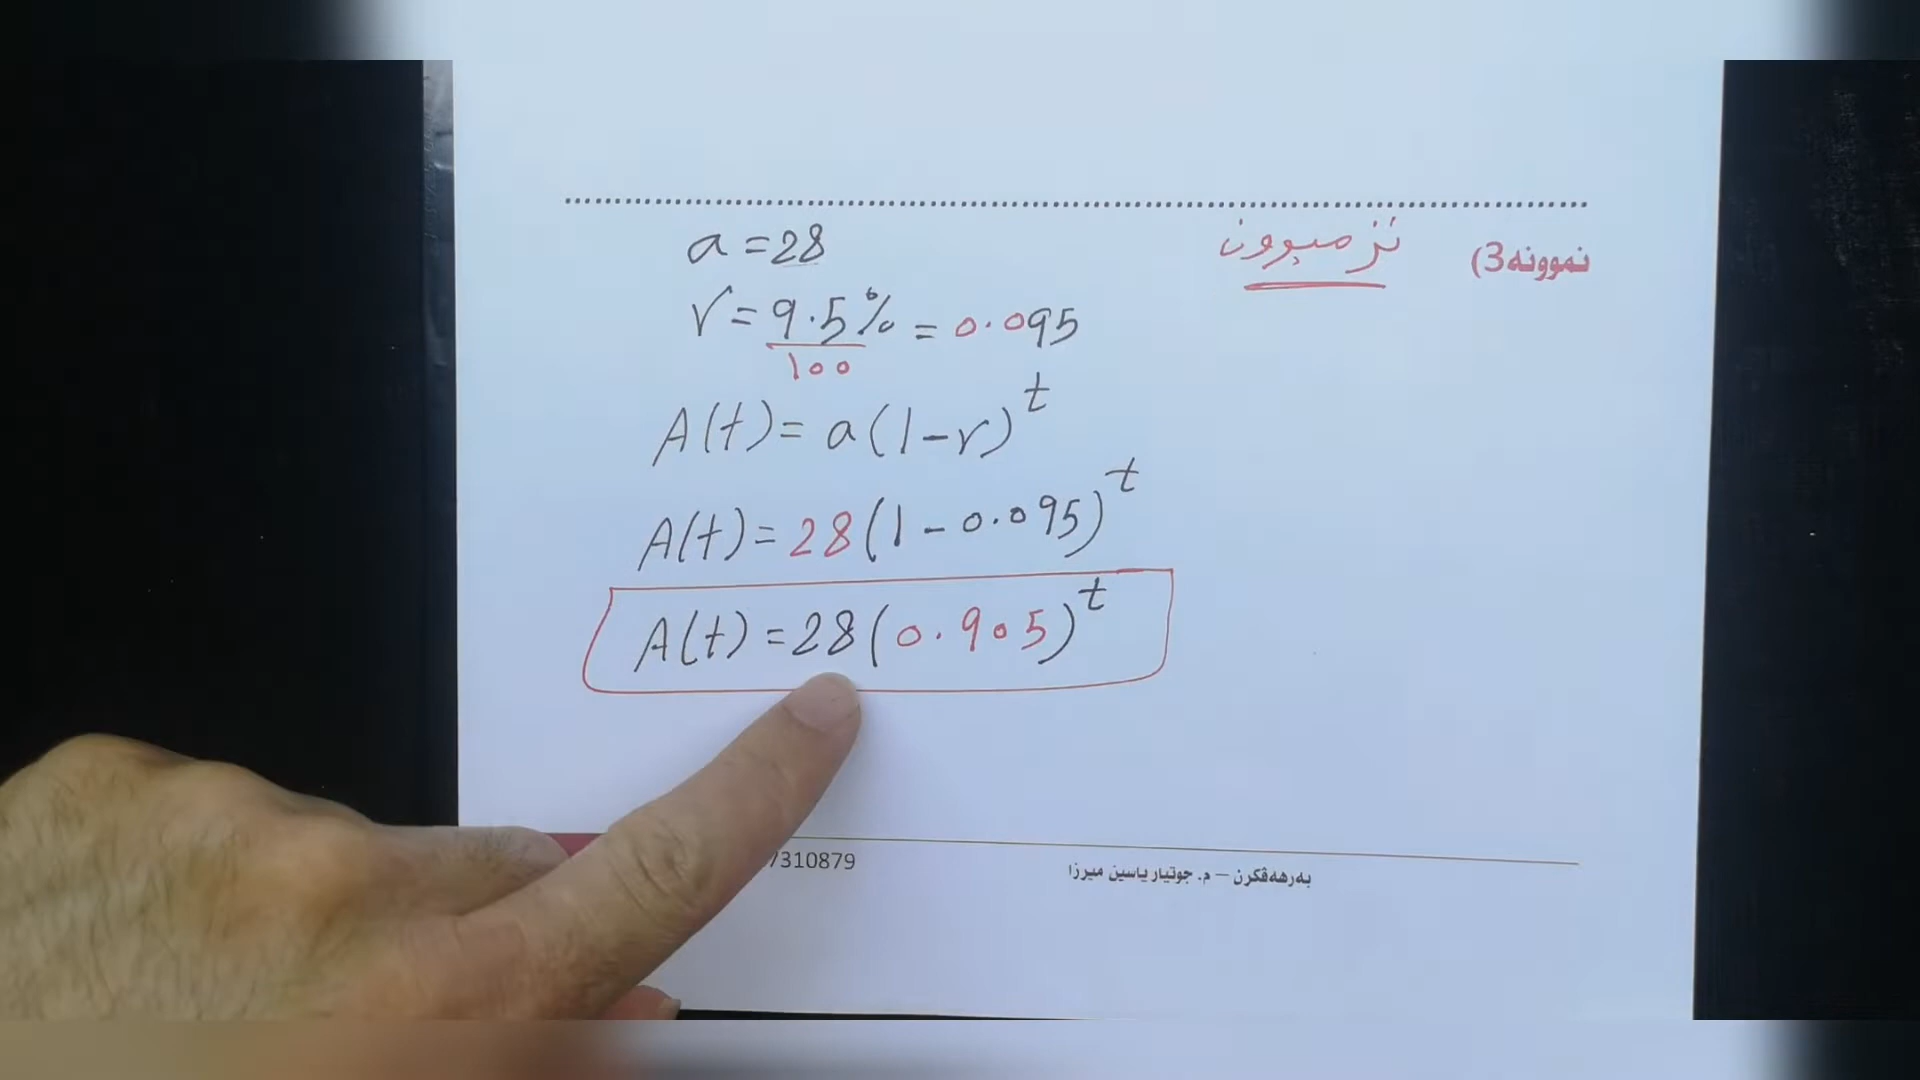 نموونە3) نزمبوون
a = 28
r = 9.5% / 100 = 0.095
A(t) = a(1-r)^t
A(t) = 28(1-0.095)^t
A(t) = 28(0.905)^t
بەرهەڤکرن – م. جوتیار یاسین میرزا
7310879